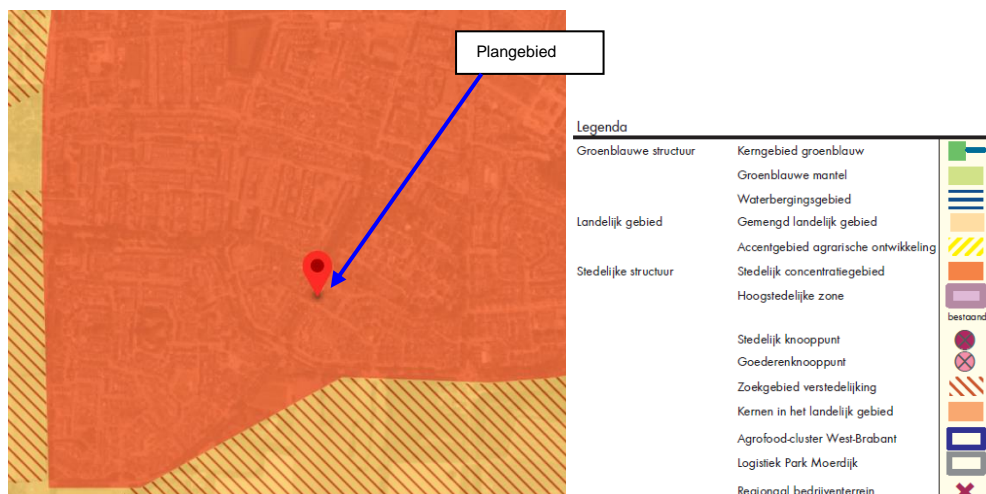 Plangebied
Legenda
Groenblauwe structuur Kerngebied groenblauw
Groenblauwe mantel
Waterbergingsgebied
Landelijk gebied Gemengd landelijk gebied
Accentgebied agrarische ontwikkeling
Stedelijke structuur Stedelijk concentratiegebied
Hoogstedelijke zone
bestaand
Stedelijk knooppunt
Goederenknooppunt
Zoekgebied verstedelijking
Kernen in het landelijk gebied
Agrofood-cluster West-Brabant
Logistiek Park Moerdijk
Regionaal bedrijventerrein